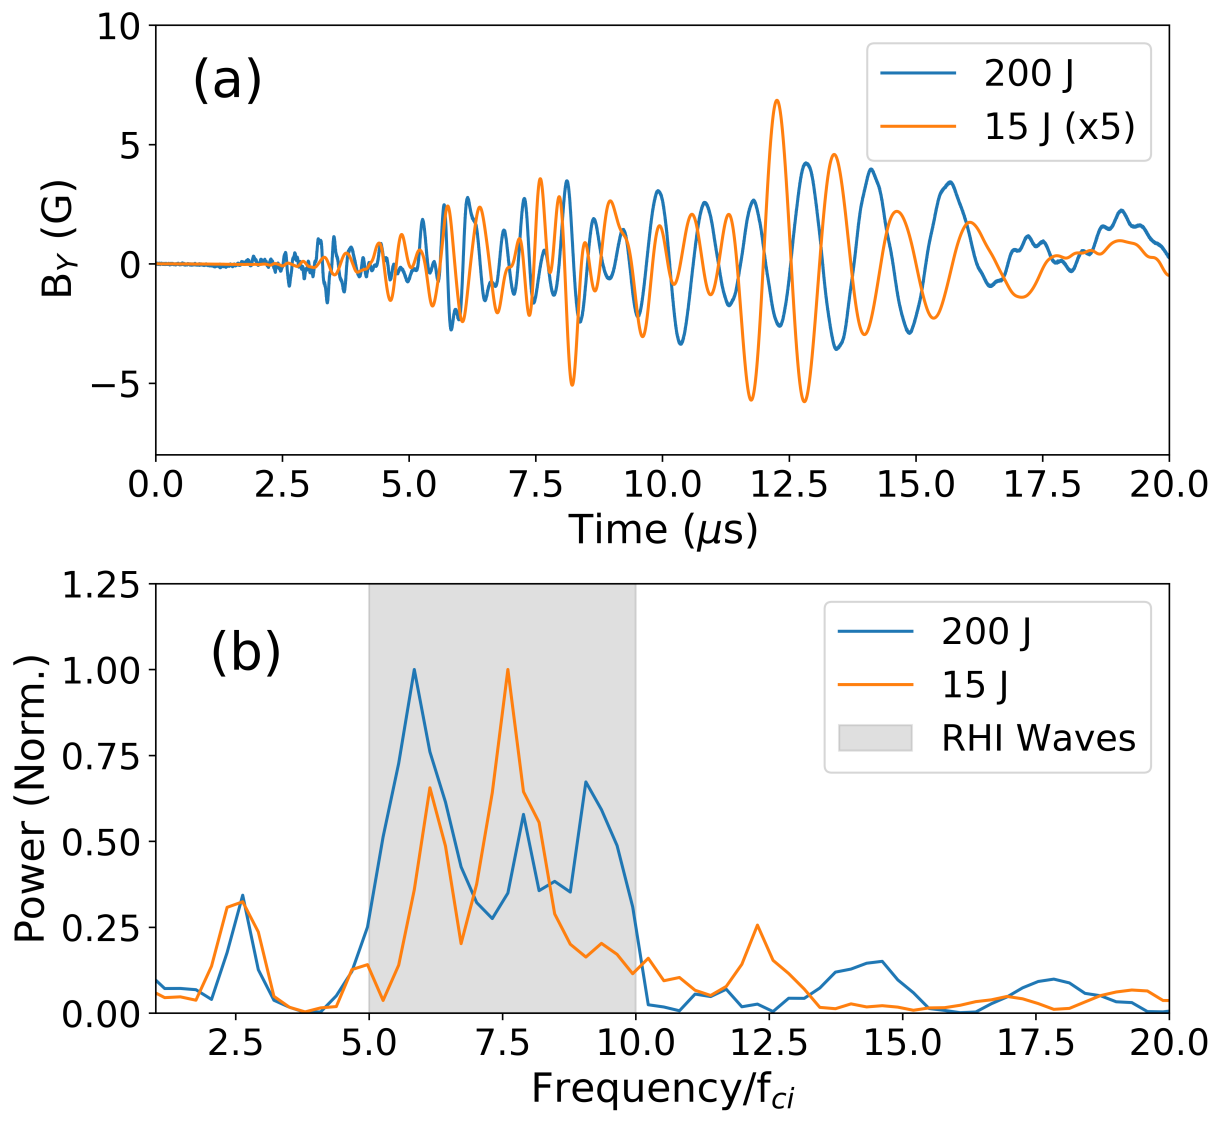 10
5
0
−5
B_Y (G)
(a)
200 J
15 J (x5)
0.0 2.5 5.0 7.5 10.0 12.5 15.0 17.5 20.0
Time (μs)
1.25
1.00
0.75
0.50
0.25
0.00
Power (Norm.)
(b)
200 J
15 J
RHI Waves
2.5 5.0 7.5 10.0 12.5 15.0 17.5 20.0
Frequency/f_ci